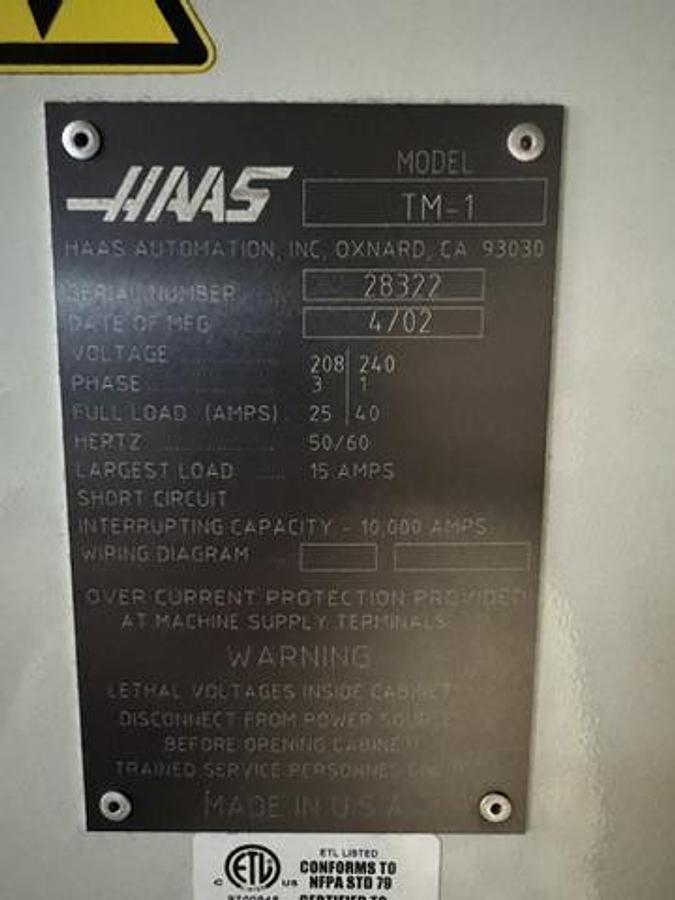 MODEL
HAAS TM-1
HAAS AUTOMATION, INC, OXNARD, CA 93030
SERIAL NUMBER 28322
DATE OF MFG ...... 4/02
VOLTAGE .............. 208 | 240
PHASE .............. 3 | 1
FULL LOAD (AMPS) 25 | 40
HERTZ .............. 50/60
LARGEST LOAD ..... 15 AMPS
SHORT CIRCUIT
INTERRUPTING CAPACITY - 10,000 AMPS
WIRING DIAGRAM
OVER CURRENT PROTECTION PROVIDED
AT MACHINE SUPPLY TERMINALS
WARNING
LETHAL VOLTAGES INSIDE CABINET
DISCONNECT FROM POWER SOURCE
BEFORE OPENING CABINET
TRAINED SERVICE PERSONNEL
MADE IN U.S.A.
ETL LISTED
CONFORMS TO
NFPA STD 79
C ETL US
CERTIFIED TO